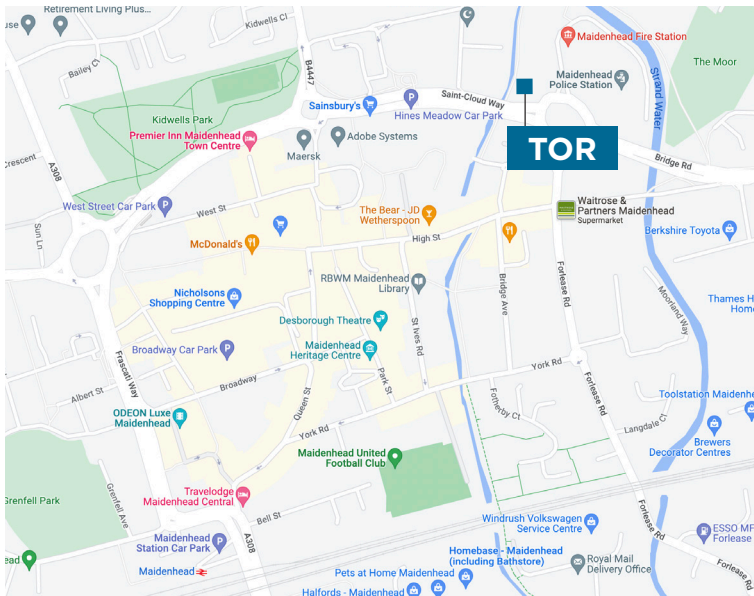 Retirement Living Plus...
use
Kidwells Cl
Bailey Cl
B4447
Maidenhead Fire Station
The Moor
Maidenhead
Police Station
Strand Water
Saint-Cloud Way
Sainsbury's
Hines Meadow Car Park
Kidwells Park
Premier Inn Maidenhead
Town Centre
Adobe Systems
Maersk
TOR
Bridge Rd
Crescent
A308
West Street Car Park
West St
Sun Ln
The Bear - JD
Wetherspoon
Waitrose &
Partners Maidenhead
Supermarket
Berkshire Toyota
McDonald's
High St
RBWM Maidenhead
Library
Bridge Ave
Forlease Rd
Moorland Way
Nicholsons
Shopping Centre
Thames H
Home
Desborough Theatre
Maidenhead
Heritage Centre
St Ives Rd
Broadway Car Park
Frascati Way
York Rd
Albert St
Broadway
Queen St
Park St
Fotherby Ct
Forlease Rd
Toolstation Maidenhe
ODEON Luxe
Maidenhead
York Rd
Langdale Ct
Brewers
Decorator Centres
Maidenhead United
Football Club
Grenfell Park
Grenfell Ave
Travelodge
Maidenhead Central
Bell St
Windrush Volkswagen
Service Centre
ESSO MF
Forlease
Maidenhead
Station Car Park
A308
Homebase - Maidenhead
(including Bathstore)
Royal Mail
Delivery Office
ead
Maidenhead
Pets at Home Maidenhead
Halfords - Maidenhead